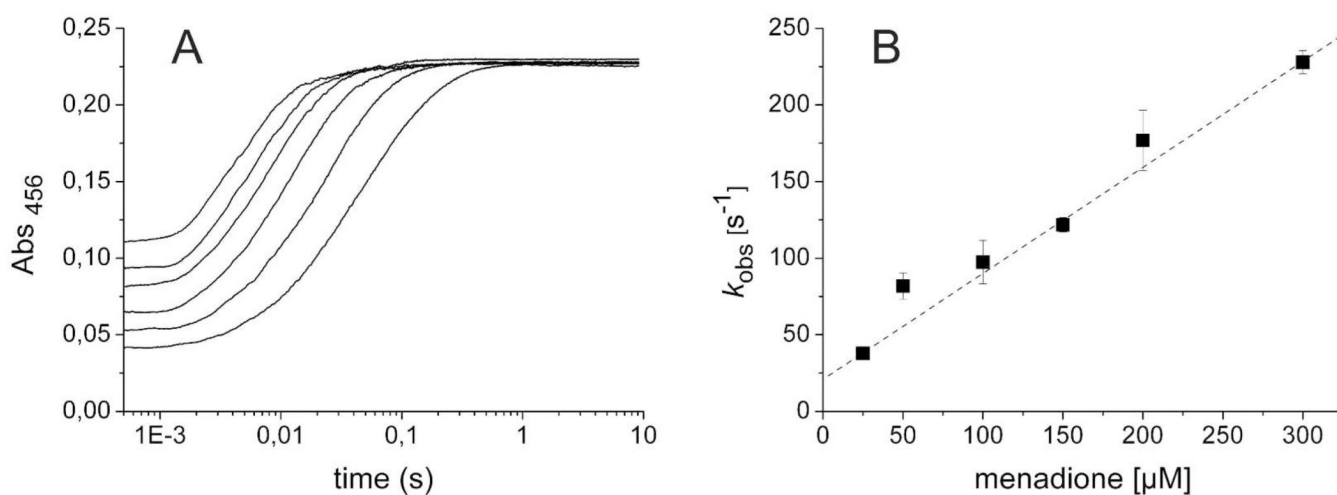 A
0,25
0,20
0,15
0,10
0,05
0,00
Abs 456
1E-3 0,01 0,1 1 10
time (s)
B
250
200
150
100
50
0
kobs [s-1]
0 50 100 150 200 250 300
menadione [µM]